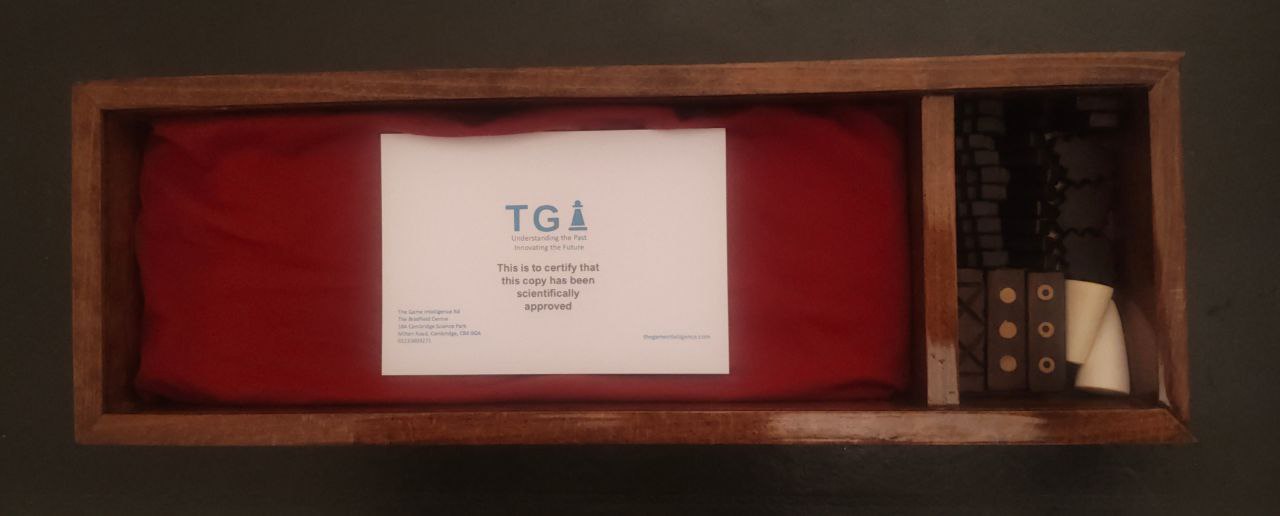 TG
Understanding the Past
Innovating the Future
This is to certify that
this copy has been
scientifically
approved
The Game Intelligence ltd
The Bradfield Centre
184 Cambridge Science Park
Milton Road, Cambridge, CB4 0GA
thegameintelligence.com